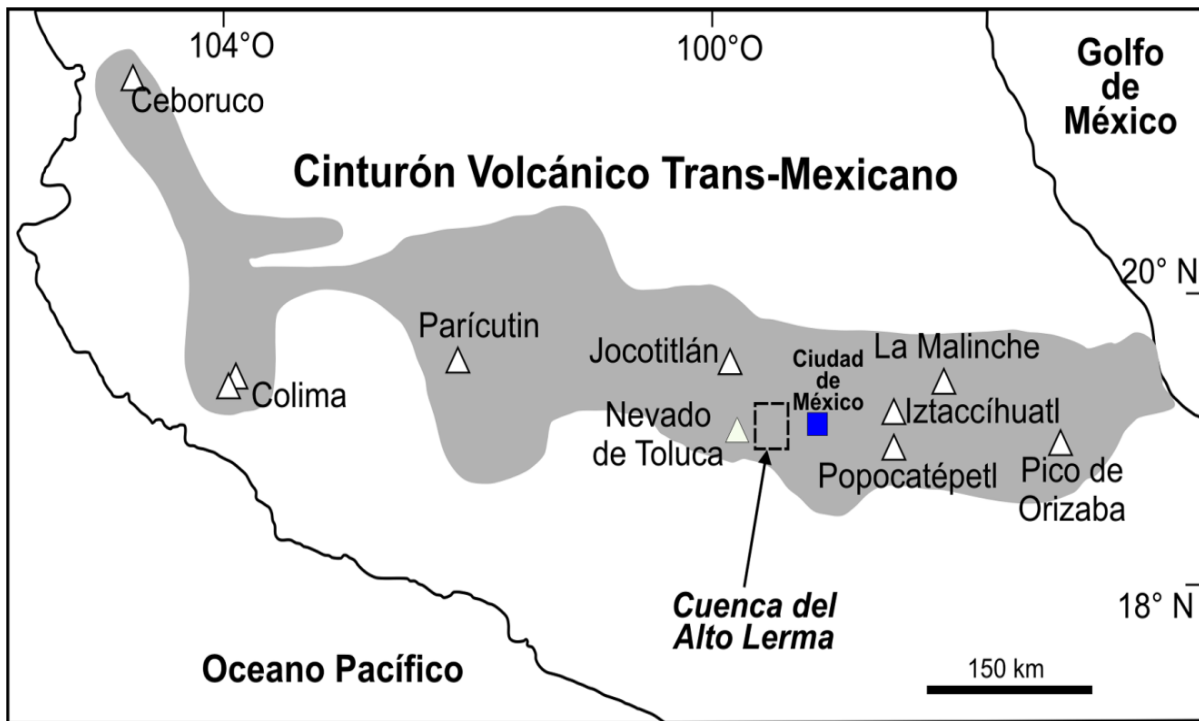 104°O
100°O
Golfo
de
México
Ceboruco
Cinturón Volcánico Trans-Mexicano
20° N
Parícutin
Jocotitlán
Ciudad
de
México
La Malinche
Colima
Nevado
de Toluca
Iztaccíhuatl
Popocatépetl
Pico de
Orizaba
Cuenca del
Alto Lerma
18° N
Oceano Pacífico
150 km